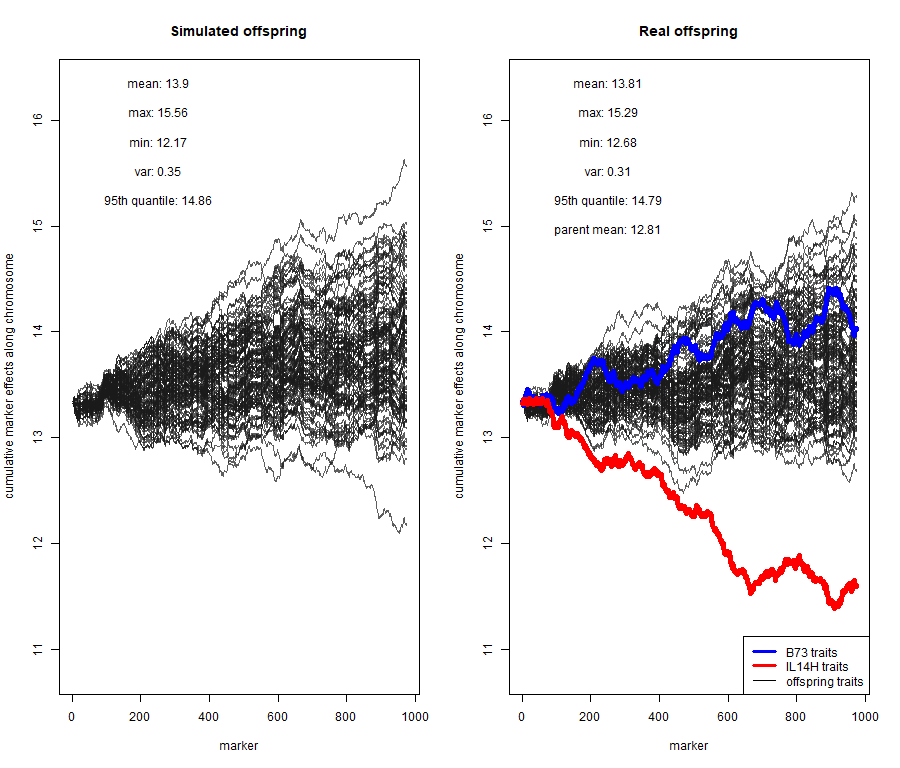 Simulated offspring
mean: 13.9
max: 15.56
min: 12.17
var: 0.35
95th quantile: 14.86
cumulative marker effects along chromosome
16
15
14
13
12
11
0 200 400 600 800 1000
marker
Real offspring
mean: 13.81
max: 15.29
min: 12.68
var: 0.31
95th quantile: 14.79
parent mean: 12.81
cumulative marker effects along chromosome
16
15
14
13
12
11
B73 traits
IL14H traits
offspring traits
0 200 400 600 800 1000
marker